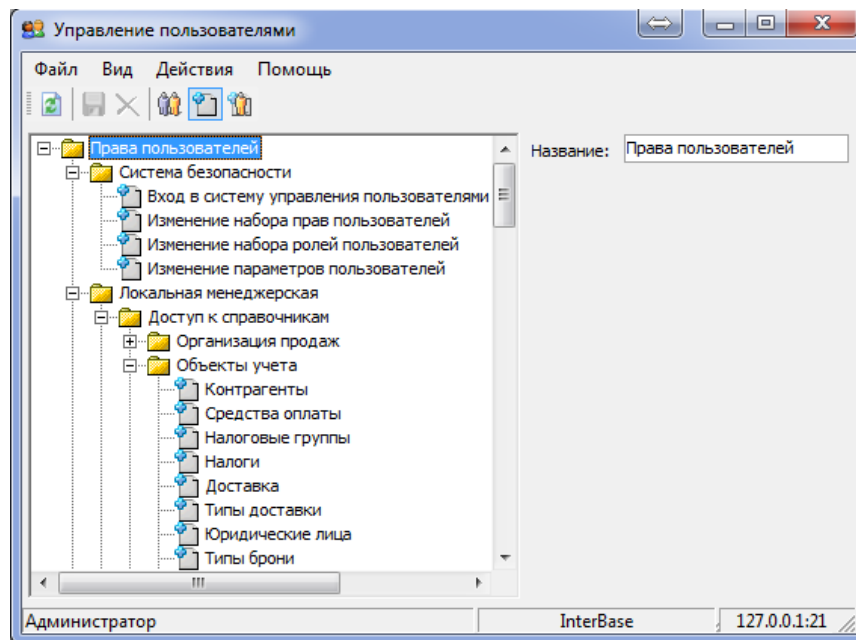 Управление пользователями
Файл Вид Действия Помощь
Права пользователей
Название: Права пользователей
Система безопасности
Вход в систему управления пользователями
Изменение набора прав пользователей
Изменение набора ролей пользователей
Изменение параметров пользователей
Локальная менеджерская
Доступ к справочникам
Организация продаж
Объекты учета
Контрагенты
Средства оплаты
Налоговые группы
Налоги
Доставка
Типы доставки
Юридические лица
Типы брони
Администратор InterBase 127.0.0.1:21